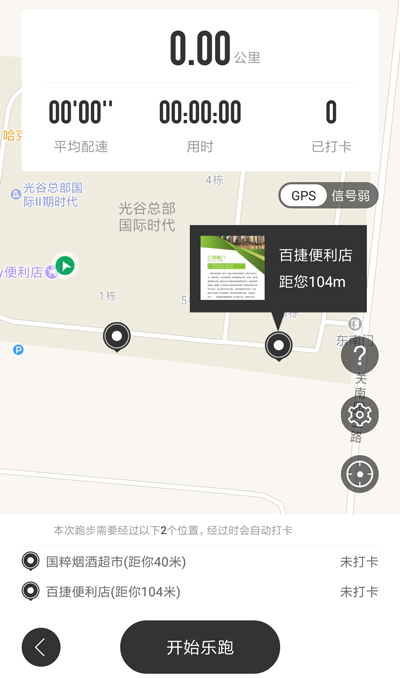 0.00公里
00'00''
00:00:00
0
平均配速
用时
已打卡
4栋
GPS
信号弱
光谷总部国
际II期时代
光谷总部
国际时代
百捷便利店
距您104m
y便利店
1栋
P
东南门
?
本次跑步需要经过以下2个位置，经过时会自动打卡
国粹烟酒超市(距你40米)
未打卡
百捷便利店(距你104米)
未打卡
开始乐跑